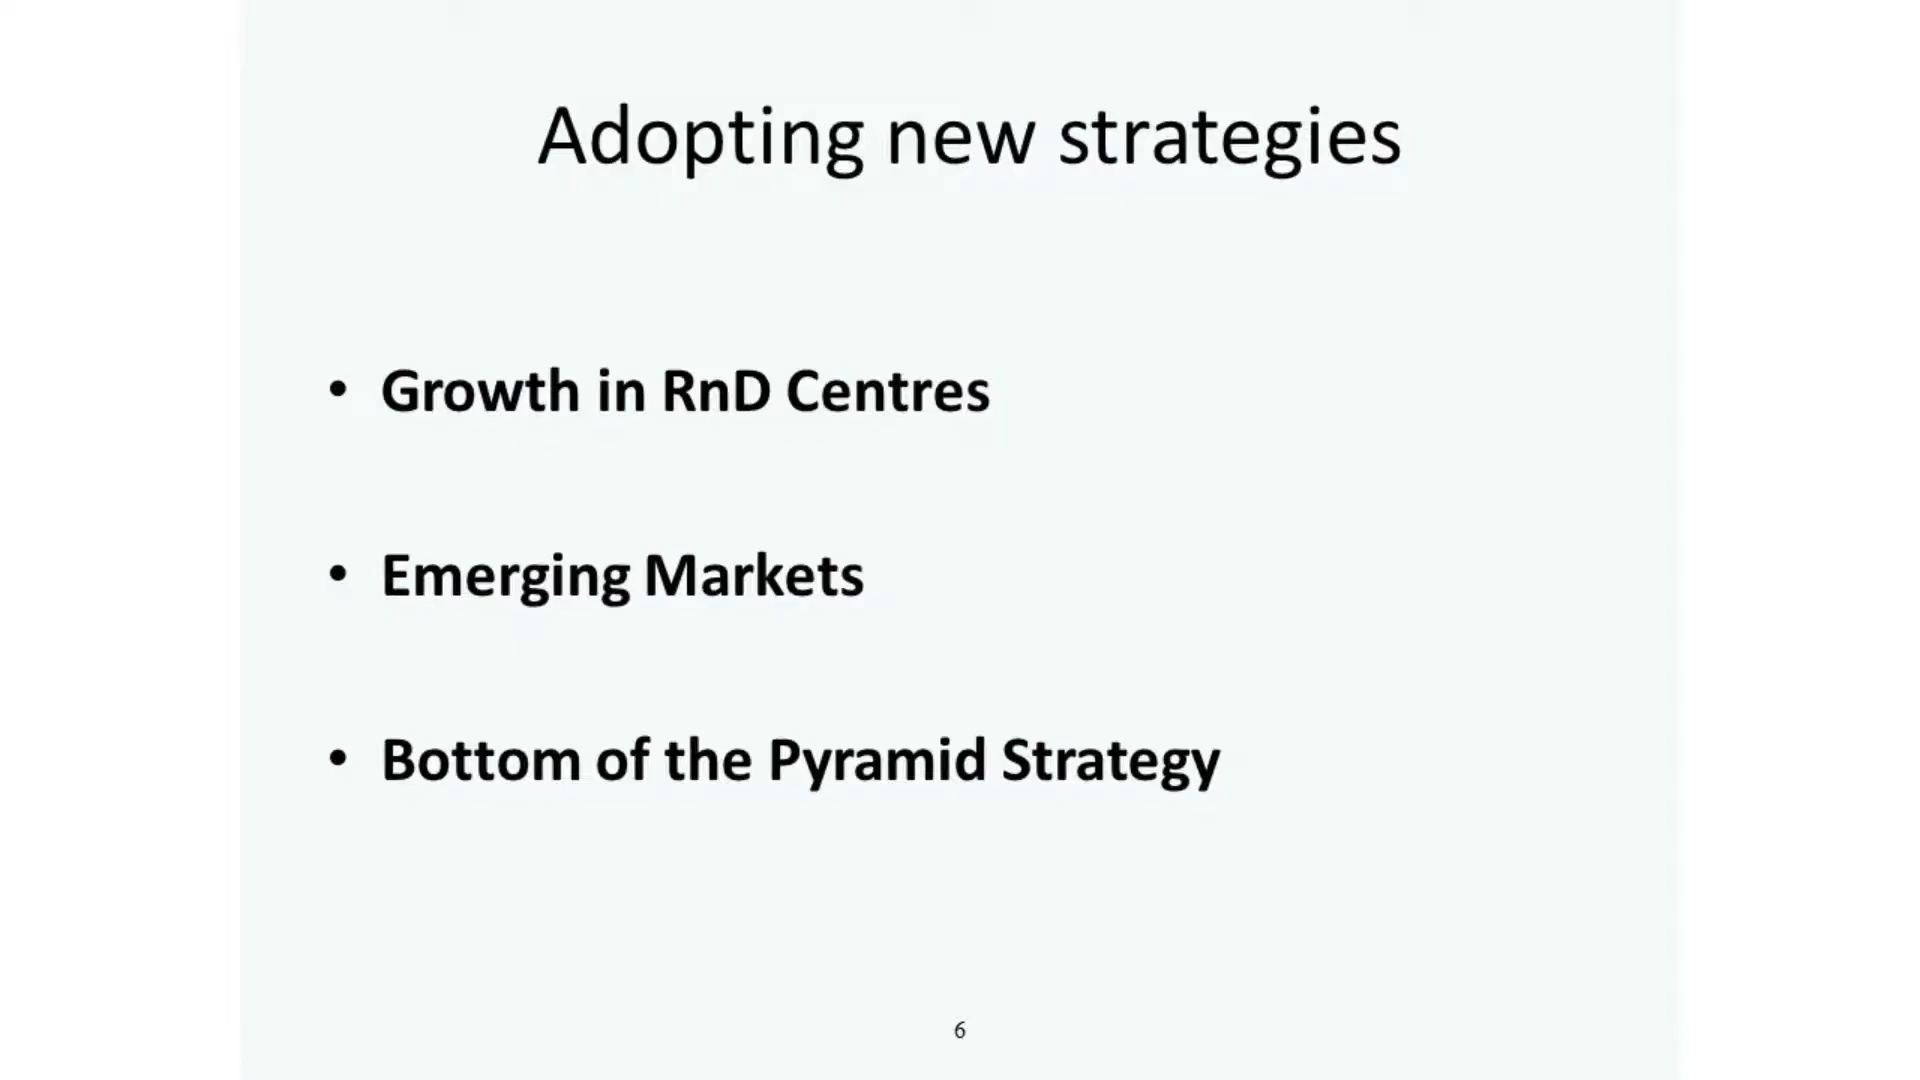 Adopting new strategies
• Growth in RnD Centres
• Emerging Markets
• Bottom of the Pyramid Strategy
6